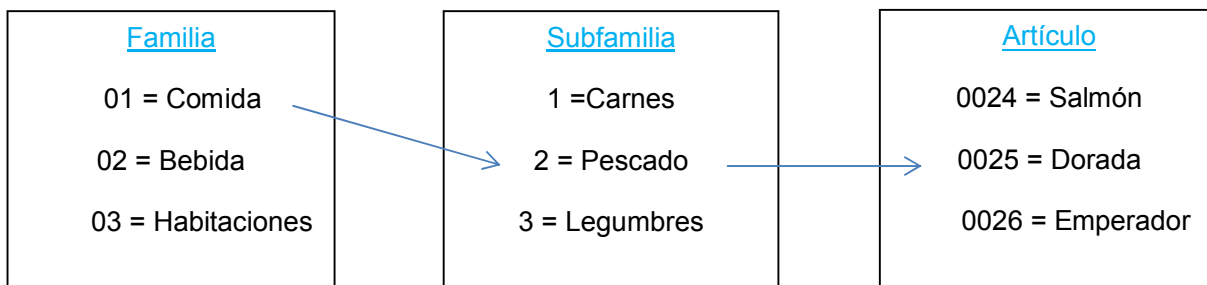 Familia
01 = Comida
02 = Bebida
03 = Habitaciones
Subfamilia
1 =Carnes
2 = Pescado
3 = Legumbres
Artículo
0024 = Salmón
0025 = Dorada
0026 = Emperador